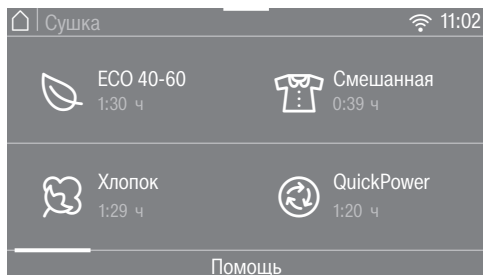 Сушка 11:02
ECO 40-60 Смешанная
1:30 ч 0:39 ч
Хлопок QuickPower
1:29 ч 1:20 ч
Помощь